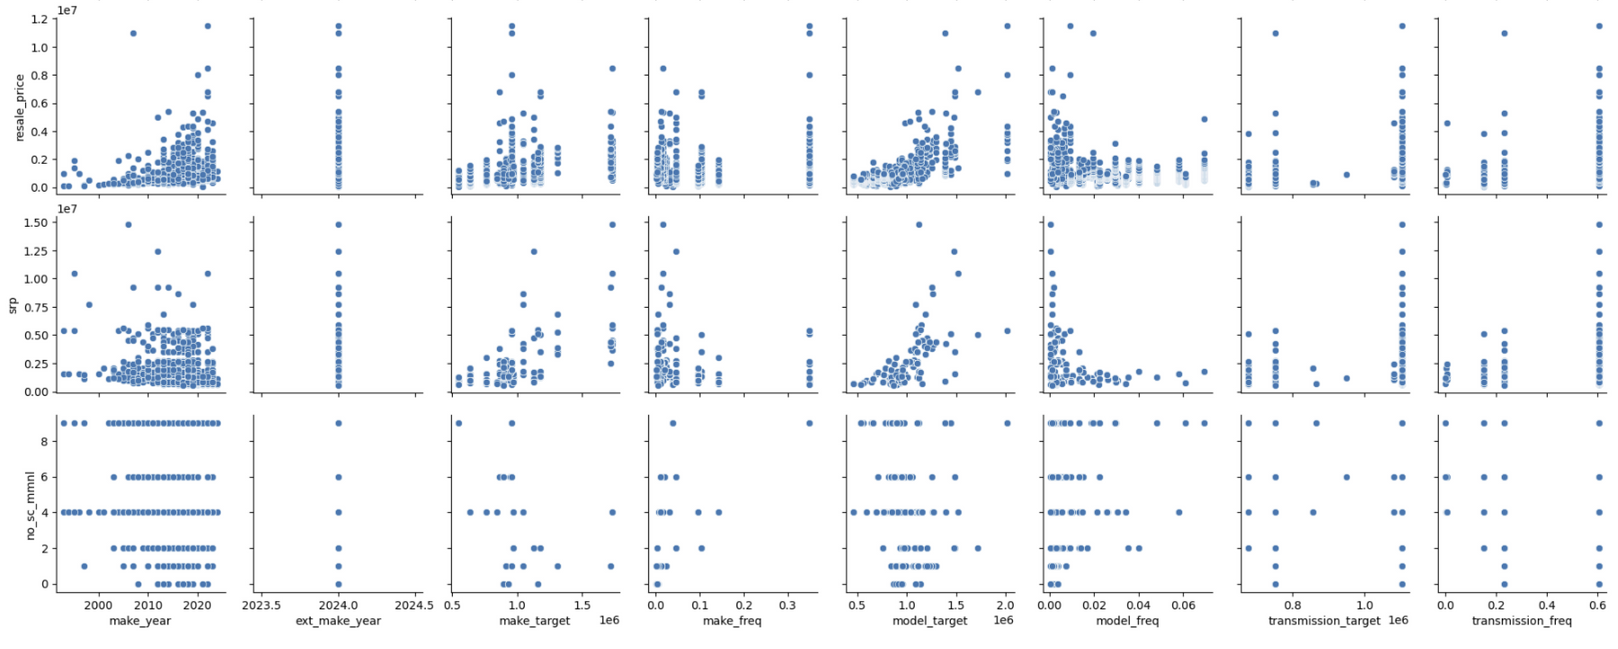 1e7
1.2
1.0
0.8
0.6
0.4
0.2
0.0
resale_price
1e7
1.50
1.25
1.00
0.75
0.50
0.25
0.00
srp
8
6
4
2
0
no_sc_mmnl
2000 2010 2020
make_year
2023.5 2024.0 2024.5
ext_make_year
0.5 1.0 1.5
make_target 1e6
0.0 0.1 0.2 0.3
make_freq
0.5 1.0 1.5 2.0
model_target 1e6
0.00 0.02 0.04 0.06
model_freq
0.8 1.0
transmission_target 1e6
0.0 0.2 0.4 0.6
transmission_freq